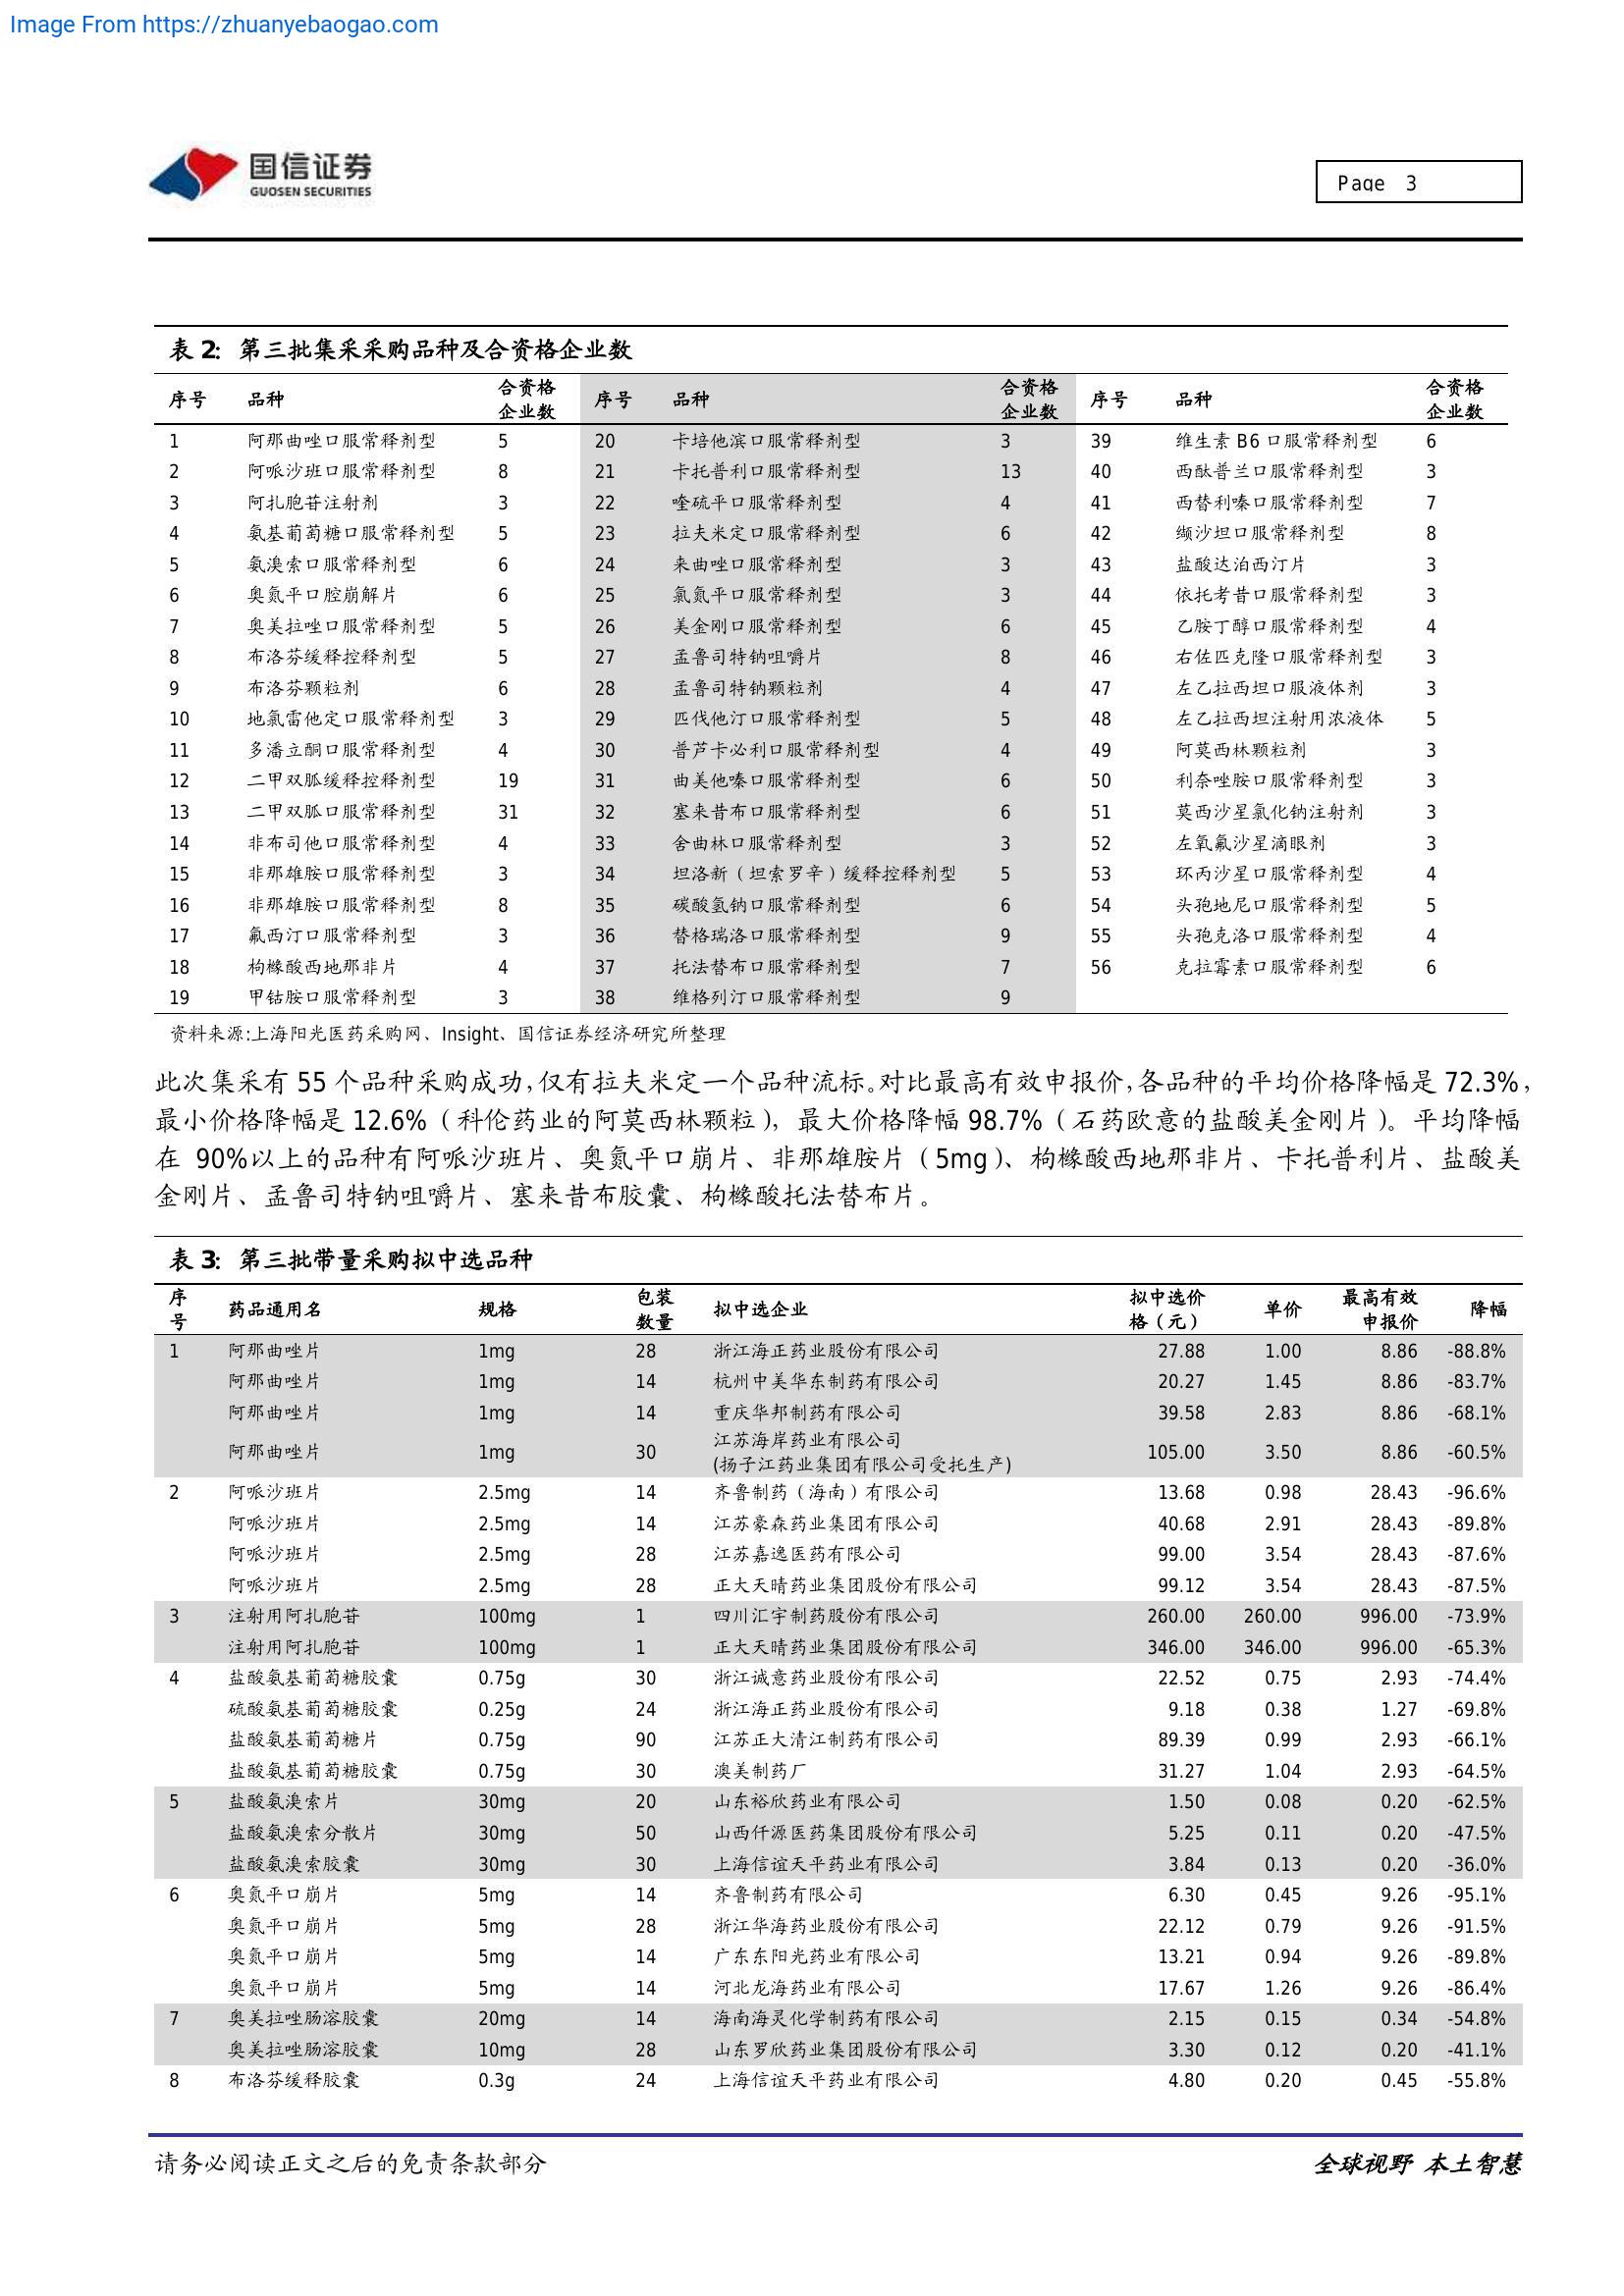 Image From https://zhuanyebaogao.com
国信证券
GUOSEN SECURITIES
Page 3
表 2: 第三批集采采购品种及合资格企业数
序号 品种 合资格企业数 序号 品种 合资格企业数 序号 品种 合资格企业数
1 阿那曲唑口服常释剂型 5 20 卡培他滨口服常释剂型 3 39 维生素 B6 口服常释剂型 6
2 阿哌沙班口服常释剂型 8 21 卡托普利口服常释剂型 13 40 西酞普兰口服常释剂型 3
3 阿扎胞苷注射剂 3 22 喹硫平口服常释剂型 4 41 西替利嗪口服常释剂型 7
4 氨基葡萄糖口服常释剂型 5 23 拉夫米定口服常释剂型 6 42 缬沙坦口服常释剂型 8
5 氨溴索口服常释剂型 6 24 来曲唑口服常释剂型 3 43 盐酸达泊西汀片 3
6 奥氮平口腔崩解片 6 25 氯氮平口服常释剂型 3 44 依托考昔口服常释剂型 3
7 奥美拉唑口服常释剂型 5 26 美金刚口服常释剂型 6 45 乙胺丁醇口服常释剂型 4
8 布洛芬缓释控释剂型 5 27 孟鲁司特钠咀嚼片 8 46 右佐匹克隆口服常释剂型 3
9 布洛芬颗粒剂 6 28 孟鲁司特钠颗粒剂 4 47 左乙拉西坦口服液体剂 3
10 地氯雷他定口服常释剂型 3 29 匹伐他汀口服常释剂型 5 48 左乙拉西坦注射用浓液体 5
11 多潘立酮口服常释剂型 4 30 普芦卡必利口服常释剂型 4 49 阿莫西林颗粒剂 3
12 二甲双胍缓释控释剂型 19 31 曲美他嗪口服常释剂型 6 50 利奈唑胺口服常释剂型 3
13 二甲双胍口服常释剂型 31 32 塞来昔布口服常释剂型 6 51 莫西沙星氯化钠注射剂 3
14 非布司他口服常释剂型 4 33 舍曲林口服常释剂型 3 52 左氧氟沙星滴眼剂 3
15 非那雄胺口服常释剂型 3 34 坦洛新（坦索罗辛）缓释控释剂型 5 53 环丙沙星口服常释剂型 4
16 非那雄胺口服常释剂型 8 35 碳酸氢钠口服常释剂型 6 54 头孢地尼口服常释剂型 5
17 氟西汀口服常释剂型 3 36 替格瑞洛口服常释剂型 9 55 头孢克洛口服常释剂型 4
18 枸橼酸西地那非片 4 37 托法替布口服常释剂型 7 56 克拉霉素口服常释剂型 6
19 甲钴胺口服常释剂型 3 38 维格列汀口服常释剂型 9
资料来源:上海阳光医药采购网、Insight、国信证券经济研究所整理
此次集采有 55 个品种采购成功,仅有拉夫米定一个品种流标。对比最高有效申报价,各品种的平均价格降幅是 72.3%,
最小价格降幅是 12.6%（科伦药业的阿莫西林颗粒），最大价格降幅 98.7%（石药欧意的盐酸美金刚片）。平均降幅
在 90%以上的品种有阿哌沙班片、奥氮平口崩片、非那雄胺片（5mg）、枸橼酸西地那非片、卡托普利片、盐酸美
金刚片、孟鲁司特钠咀嚼片、塞来昔布胶囊、枸橼酸托法替布片。
表 3: 第三批带量采购拟中选品种
序号 药品通用名 规格 包装数量 拟中选企业 拟中选价格（元） 单价 最高有效申报价 降幅
1 阿那曲唑片 1mg 28 浙江海正药业股份有限公司 27.88 1.00 8.86 -88.8%
阿那曲唑片 1mg 14 杭州中美华东制药有限公司 20.27 1.45 8.86 -83.7%
阿那曲唑片 1mg 14 重庆华邦制药有限公司 39.58 2.83 8.86 -68.1%
阿那曲唑片 1mg 30 江苏海岸药业有限公司 (扬子江药业集团有限公司受托生产) 105.00 3.50 8.86 -60.5%
2 阿哌沙班片 2.5mg 14 齐鲁制药（海南）有限公司 13.68 0.98 28.43 -96.6%
阿哌沙班片 2.5mg 14 江苏豪森药业集团有限公司 40.68 2.91 28.43 -89.8%
阿哌沙班片 2.5mg 28 江苏嘉逸医药有限公司 99.00 3.54 28.43 -87.6%
阿哌沙班片 2.5mg 28 正大天晴药业集团股份有限公司 99.12 3.54 28.43 -87.5%
3 注射用阿扎胞苷 100mg 1 四川汇宇制药股份有限公司 260.00 260.00 996.00 -73.9%
注射用阿扎胞苷 100mg 1 正大天晴药业集团股份有限公司 346.00 346.00 996.00 -65.3%
4 盐酸氨基葡萄糖胶囊 0.75g 30 浙江诚意药业股份有限公司 22.52 0.75 2.93 -74.4%
硫酸氨基葡萄糖胶囊 0.25g 24 浙江海正药业股份有限公司 9.18 0.38 1.27 -69.8%
盐酸氨基葡萄糖片 0.75g 90 江苏正大清江制药有限公司 89.39 0.99 2.93 -66.1%
盐酸氨基葡萄糖胶囊 0.75g 30 澳美制药厂 31.27 1.04 2.93 -64.5%
5 盐酸氨溴索片 30mg 20 山东裕欣药业有限公司 1.50 0.08 0.20 -62.5%
盐酸氨溴索分散片 30mg 50 山西仟源医药集团股份有限公司 5.25 0.11 0.20 -47.5%
盐酸氨溴索胶囊 30mg 30 上海信谊天平药业有限公司 3.84 0.13 0.20 -36.0%
6 奥氮平口崩片 5mg 14 齐鲁制药有限公司 6.30 0.45 9.26 -95.1%
奥氮平口崩片 5mg 28 浙江华海药业股份有限公司 22.12 0.79 9.26 -91.5%
奥氮平口崩片 5mg 14 广东东阳光药业有限公司 13.21 0.94 9.26 -89.8%
奥氮平口崩片 5mg 14 河北龙海药业有限公司 17.67 1.26 9.26 -86.4%
7 奥美拉唑肠溶胶囊 20mg 14 海南海灵化学制药有限公司 2.15 0.15 0.34 -54.8%
奥美拉唑肠溶胶囊 10mg 28 山东罗欣药业集团股份有限公司 3.30 0.12 0.20 -41.1%
8 布洛芬缓释胶囊 0.3g 24 上海信谊天平药业有限公司 4.80 0.20 0.45 -55.8%
请务必阅读正文之后的免责条款部分
全球视野 本土智慧